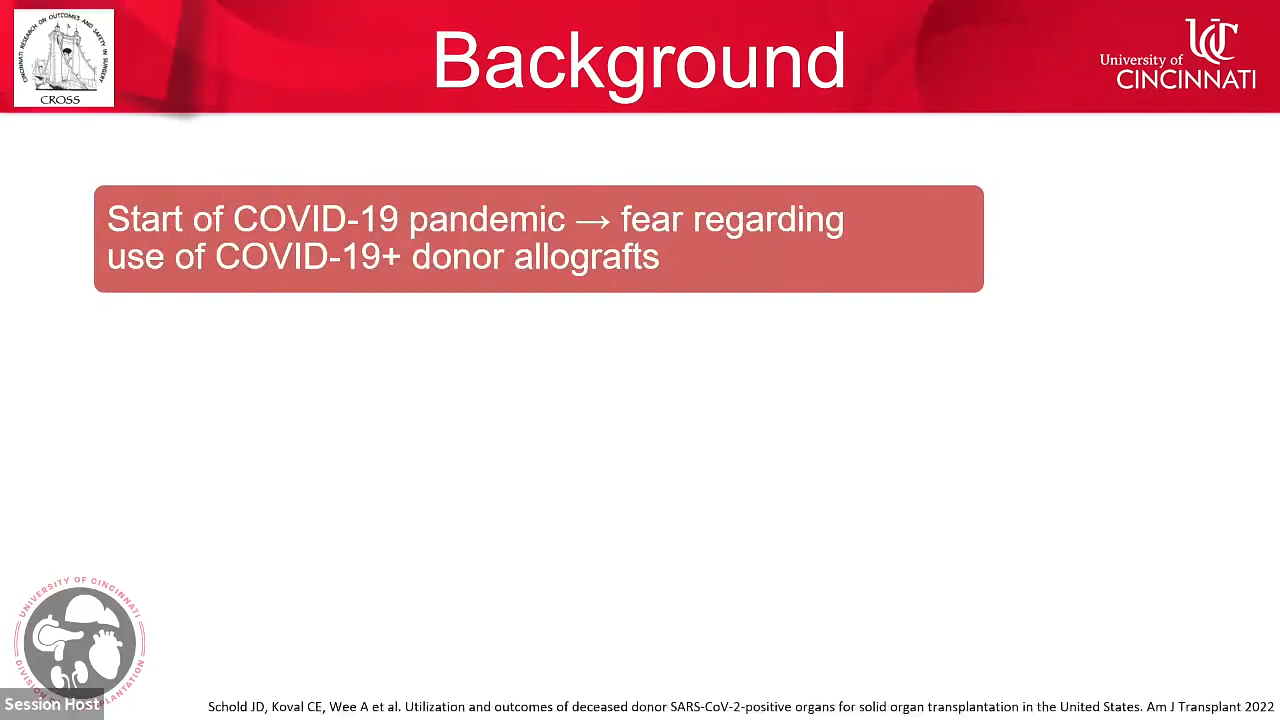 CINCINNATI RESEARCH ON OUTCOMES AND SAFETY IN SURGERY
CROSS
Background
UC
University of
CINCINNATI
Start of COVID-19 pandemic → fear regarding
use of COVID-19+ donor allografts
UNIVERSITY OF CINCINNATI
Session Host
Schold JD, Koval CE, Wee A et al. Utilization and outcomes of deceased donor SARS-CoV-2-positive organs for solid organ transplantation in the United States. Am J Transplant 2022